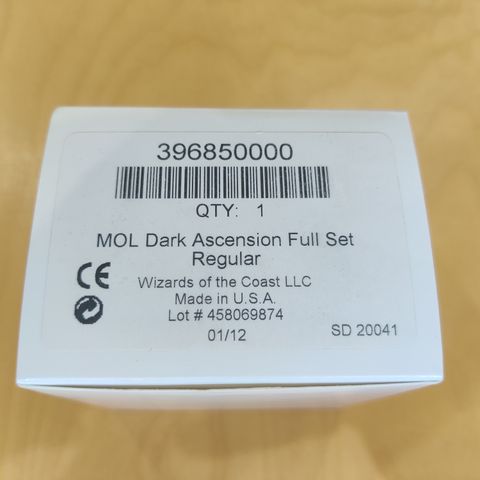 396850000
QTY: 1
MOL Dark Ascension Full Set
Regular
CE
Wizards of the Coast LLC
Made in U.S.A.
Lot # 458069874
01/12
SD 20041